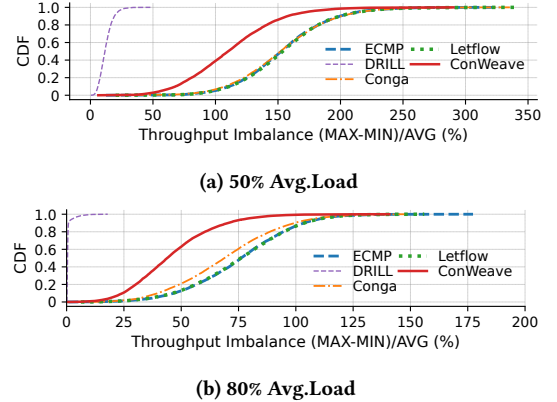 1.0
0.8
0.6
0.4
0.2
0.0
CDF
ECMP
Letflow
DRILL
ConWeave
Conga
0 50 100 150 200 250 300 350
Throughput Imbalance (MAX-MIN)/AVG (%)
(a) 50% Avg.Load
1.0
0.8
0.6
0.4
0.2
0.0
CDF
ECMP
Letflow
DRILL
ConWeave
Conga
0 25 50 75 100 125 150 175 200
Throughput Imbalance (MAX-MIN)/AVG (%)
(b) 80% Avg.Load